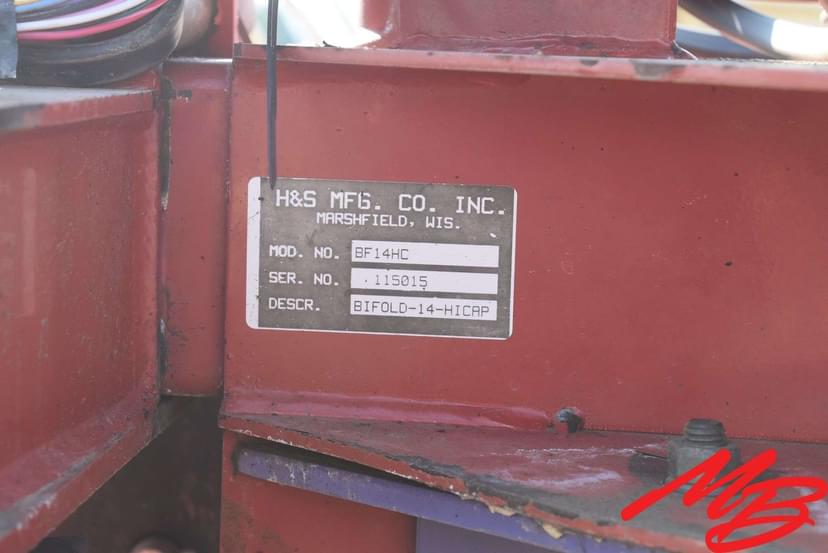 H&S MFG. CO. INC.
MARSHFIELD, WIS.
MOD. NO. BF14HC
SER. NO. 115015
DESCR. BIFOLD-14-HICAP
MB